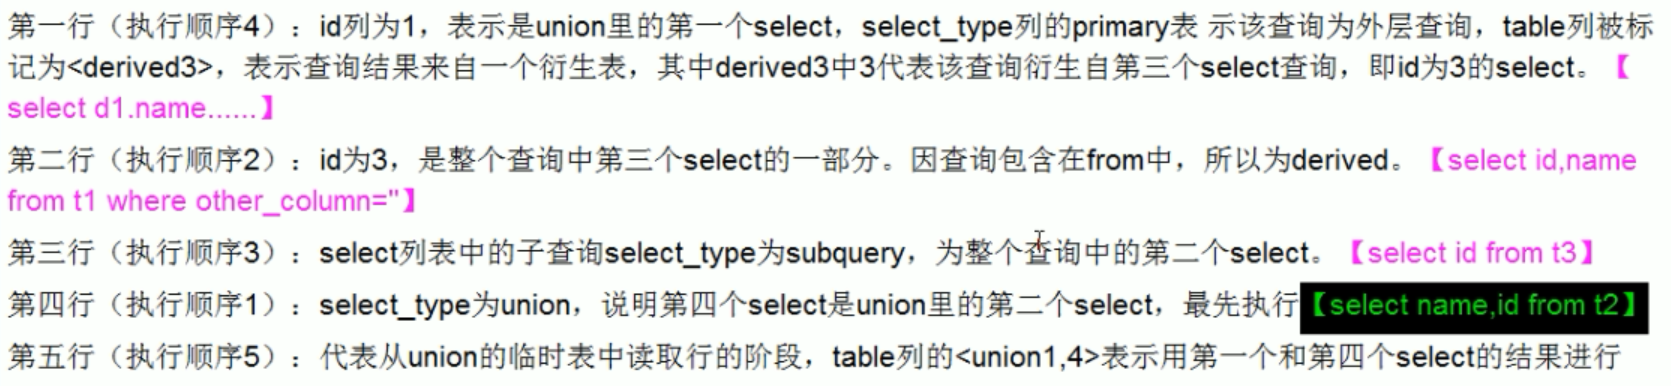 第一行（执行顺序4）：id列为1，表示是union里的第一个select，select_type列的primary表 示该查询为外层查询，table列被标
记为<derived3>，表示查询结果来自一个衍生表，其中derived3中3代表该查询衍生自第三个select查询，即id为3的select。【
select d1.name......】
第二行（执行顺序2）：id为3，是整个查询中第三个select的一部分。因查询包含在from中，所以为derived。【select id,name
from t1 where other_column=''】
第三行（执行顺序3）：select列表中的子查询select_type为subquery，为整个查询中的第二个select。【select id from t3】
第四行（执行顺序1）：select_type为union，说明第四个select是union里的第二个select，最先执行【select name,id from t2】
第五行（执行顺序5）：代表从union的临时表中读取行的阶段，table列的<union1,4>表示用第一个和第四个select的结果进行